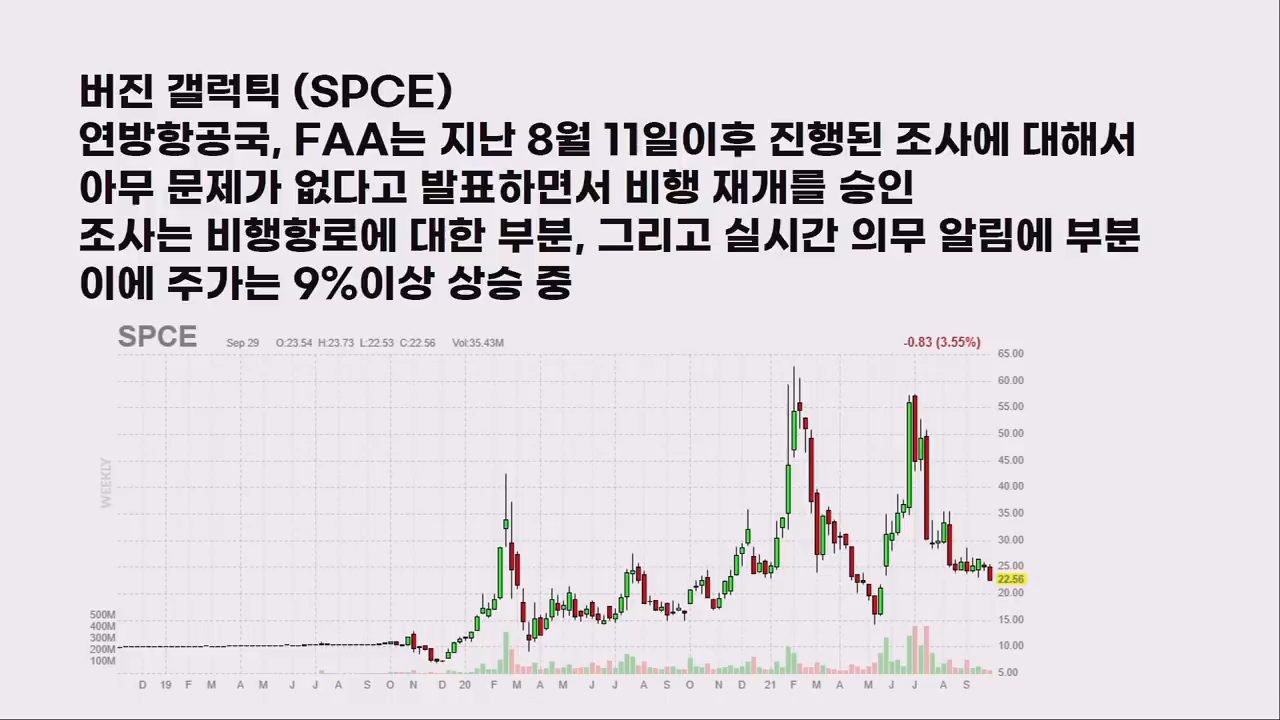 버진 갤럭틱 (SPCE)
연방항공국, FAA는 지난 8월 11일이후 진행된 조사에 대해서
아무 문제가 없다고 발표하면서 비행 재개를 승인
조사는 비행항로에 대한 부분, 그리고 실시간 의무 알림에 부분
이에 주가는 9%이상 상승 중
SPCE Sep 29 O:23.54 H:23.73 L:22.53 C:22.56 Vol:35.43M -0.83 (3.55%)
65.00
60.00
55.00
50.00
WEEKLY
45.00
40.00
35.00
30.00
25.00
22.56
20.00
500M 15.00
400M
300M 10.00
200M
100M
5.00
D 19 F M A M J J A S O N D 20 F M A M J J A S O N D 21 F M A M J J A S